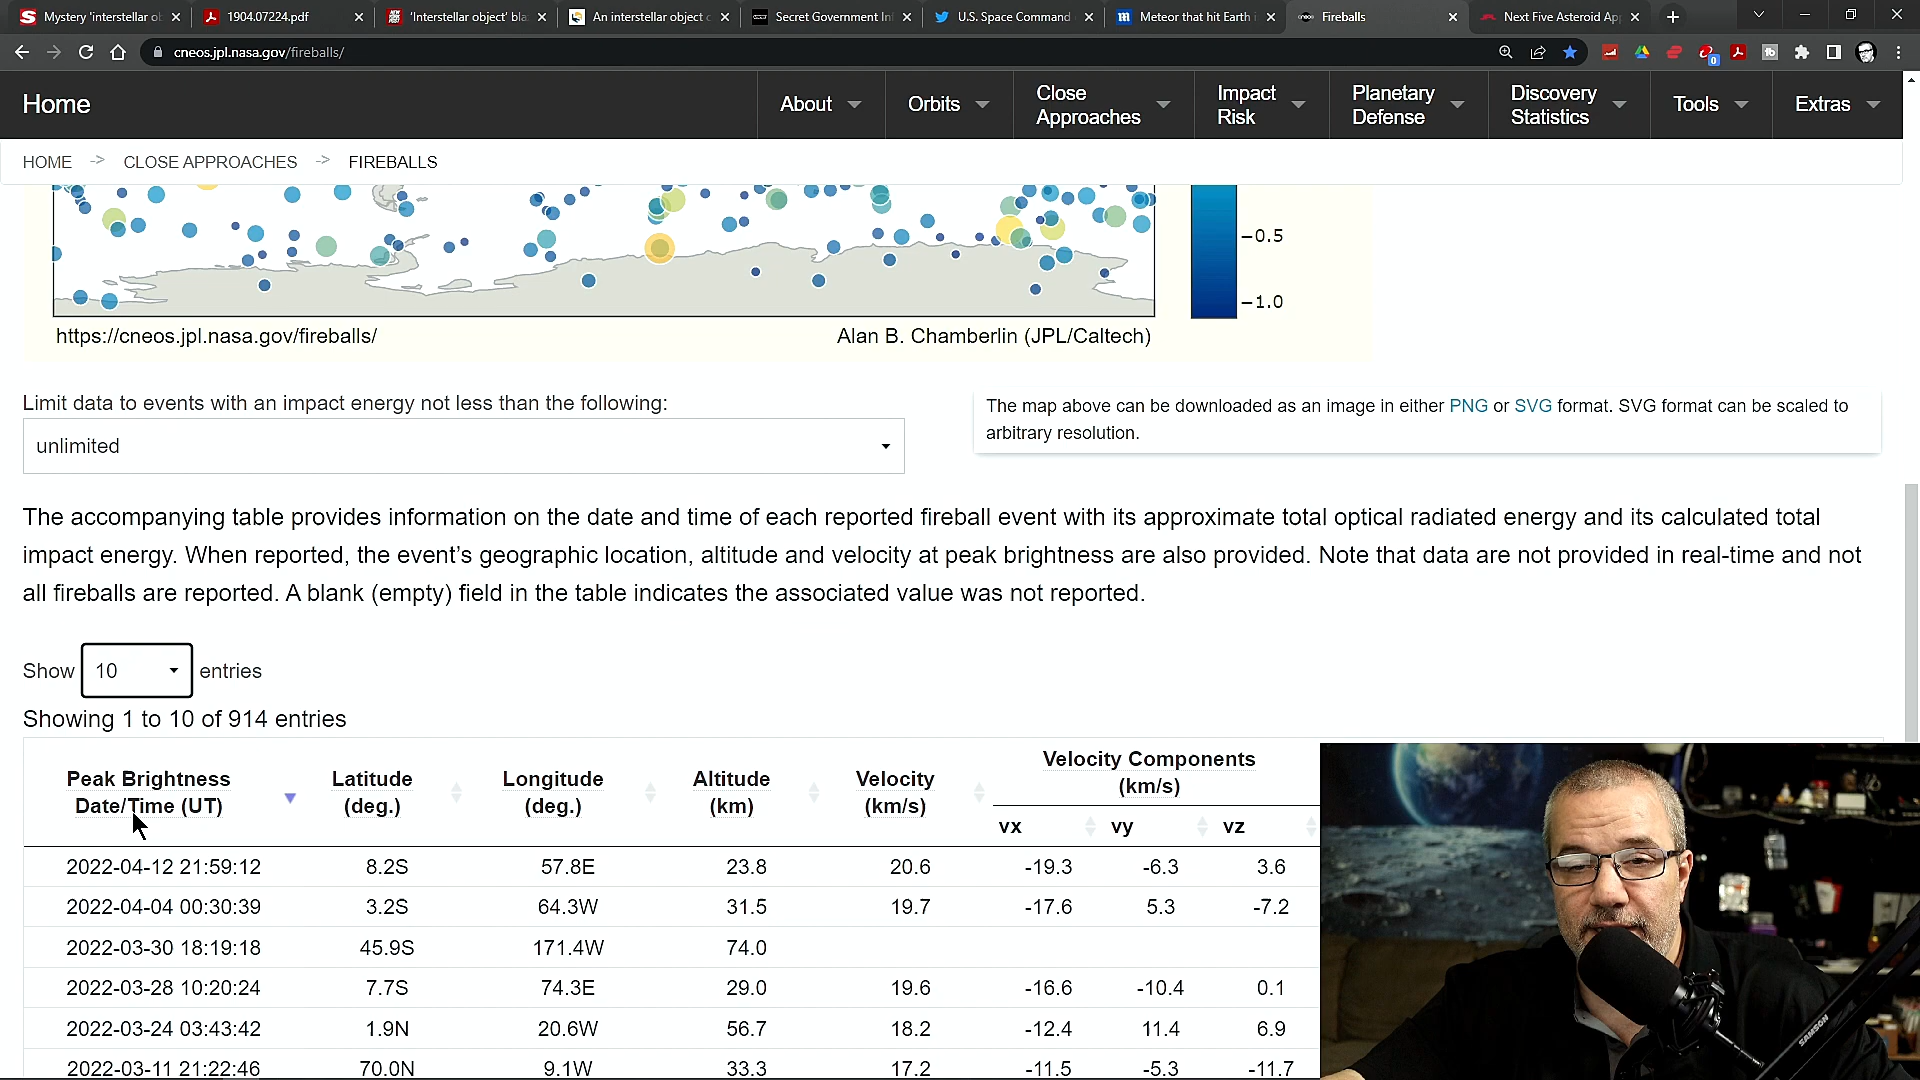 Mystery 'interstellar ob
1904.07224.pdf
'Interstellar object' bla
An interstellar object c
Secret Government In
U.S. Space Command
Meteor that hit Earth i
Fireballs
Next Five Asteroid App
cneos.jpl.nasa.gov/fireballs/
Home
About
Orbits
Close Approaches
Impact Risk
Planetary Defense
Discovery Statistics
Tools
Extras
HOME -> CLOSE APPROACHES -> FIREBALLS
-0.5
-1.0
https://cneos.jpl.nasa.gov/fireballs/
Alan B. Chamberlin (JPL/Caltech)
Limit data to events with an impact energy not less than the following:
unlimited
The map above can be downloaded as an image in either PNG or SVG format. SVG format can be scaled to
arbitrary resolution.
The accompanying table provides information on the date and time of each reported fireball event with its approximate total optical radiated energy and its calculated total
impact energy. When reported, the event's geographic location, altitude and velocity at peak brightness are also provided. Note that data are not provided in real-time and not
all fireballs are reported. A blank (empty) field in the table indicates the associated value was not reported.
Show 10 entries
Showing 1 to 10 of 914 entries
Peak Brightness Date/Time (UT)
Latitude (deg.)
Longitude (deg.)
Altitude (km)
Velocity (km/s)
Velocity Components (km/s)
vx vy vz
2022-04-12 21:59:12 8.2S 57.8E 23.8 20.6 -19.3 -6.3 3.6
2022-04-04 00:30:39 3.2S 64.3W 31.5 19.7 -17.6 5.3 -7.2
2022-03-30 18:19:18 45.9S 171.4W 74.0
2022-03-28 10:20:24 7.7S 74.3E 29.0 19.6 -16.6 -10.4 0.1
2022-03-24 03:43:42 1.9N 20.6W 56.7 18.2 -12.4 11.4 6.9
2022-03-11 21:22:46 70.0N 9.1W 33.3 17.2 -11.5 -5.3 -11.7
SAMSON